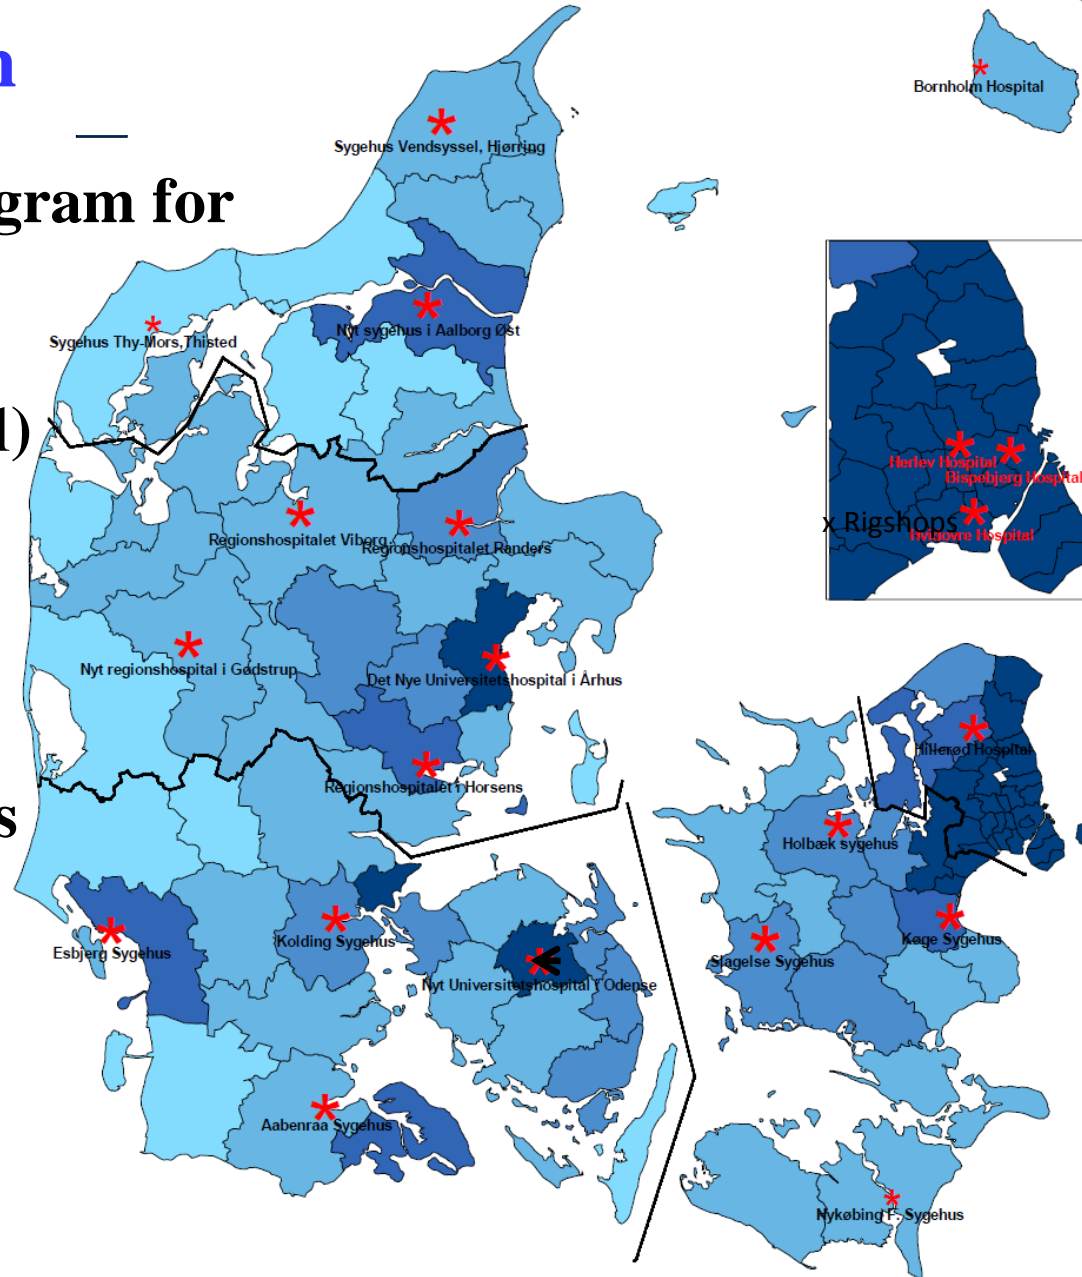 n
Bornholm Hospital
Sygehus Vendsyssel, Hjørring
gram for
Nyt sygehus i Aalborg Øst
Sygehus Thy-Mors,Thisted
l)
Herlev Hospital
Bispebjerg Hospital
x Rigshops
Hvidovre Hospital
Regionshospitalet Viborg
Regionshospitalet Randers
Nyt regionshospital i Gødstrup
Det Nye Universitetshospital i Århus
Hillerød Hospital
Regionshospitalet i Horsens
s
Holbæk sygehus
Kolding Sygehus
Køge Sygehus
Esbjerg Sygehus
Slagelse Sygehus
Nyt Universitetshospital i Odense
Aabenraa Sygehus
Nykøbing F. Sygehus